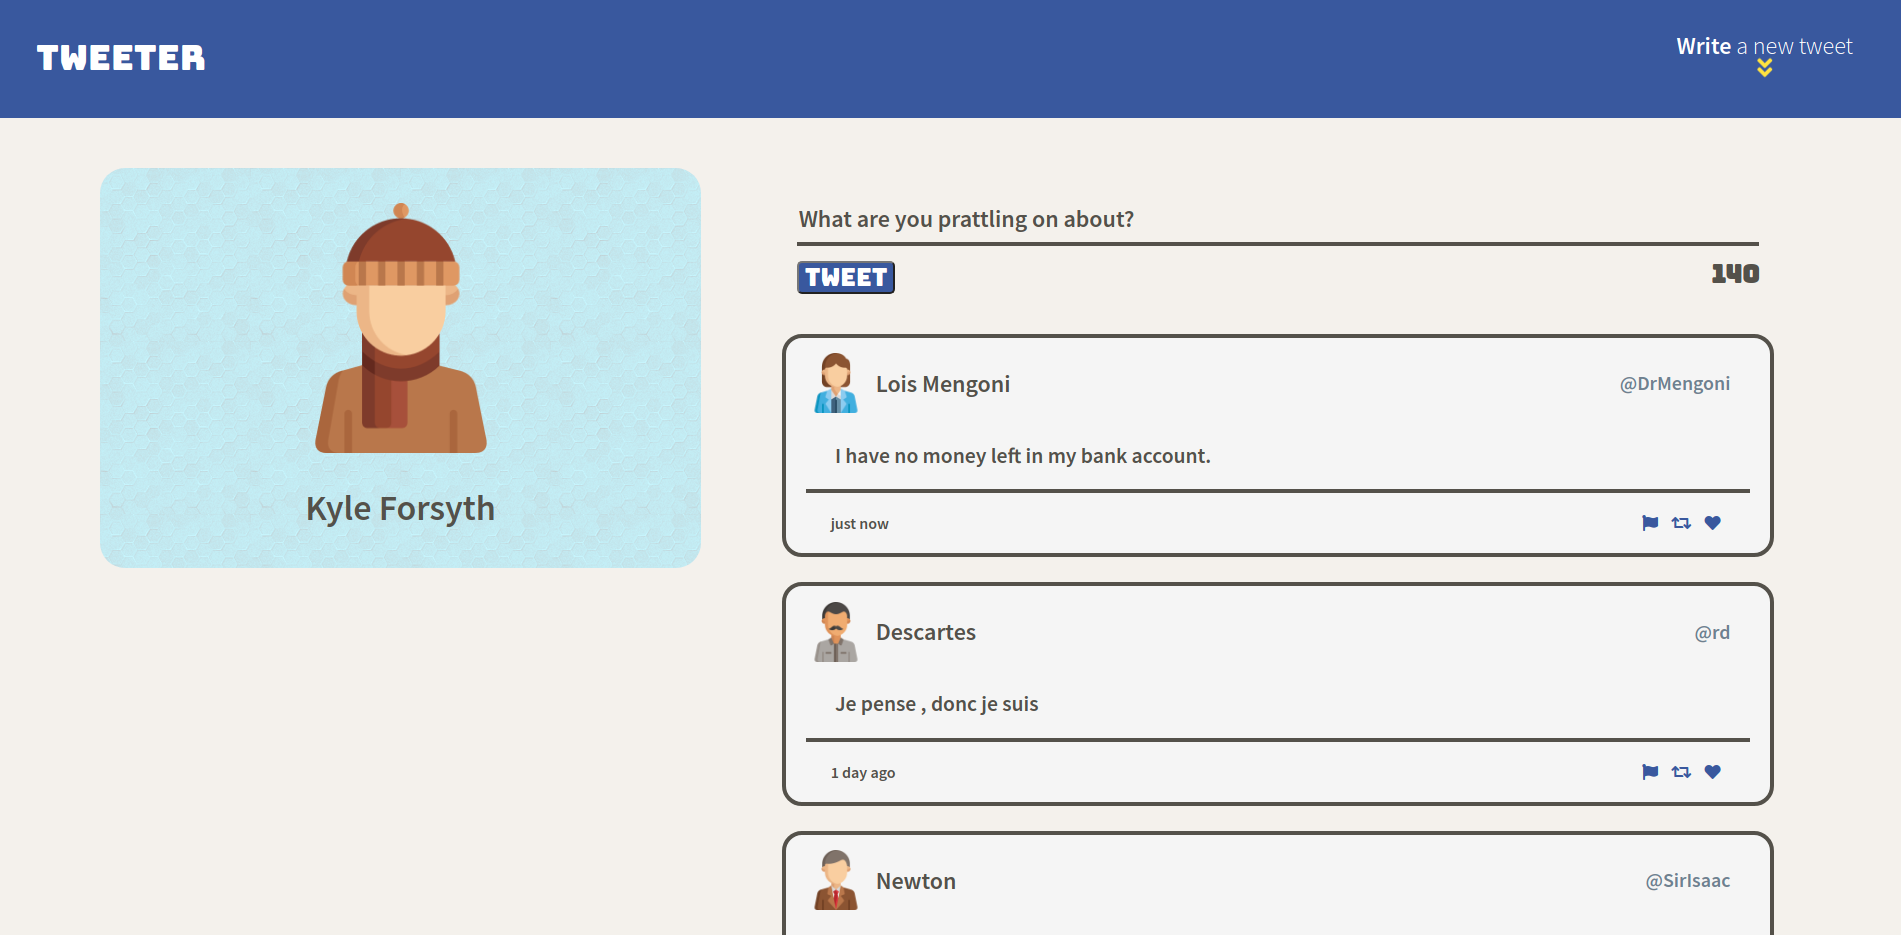 TWEETER
Write a new tweet
Kyle Forsyth
What are you prattling on about?
TWEET
140
Lois Mengoni
@DrMengoni
I have no money left in my bank account.
just now
Descartes
@rd
Je pense , donc je suis
1 day ago
Newton
@SirIsaac